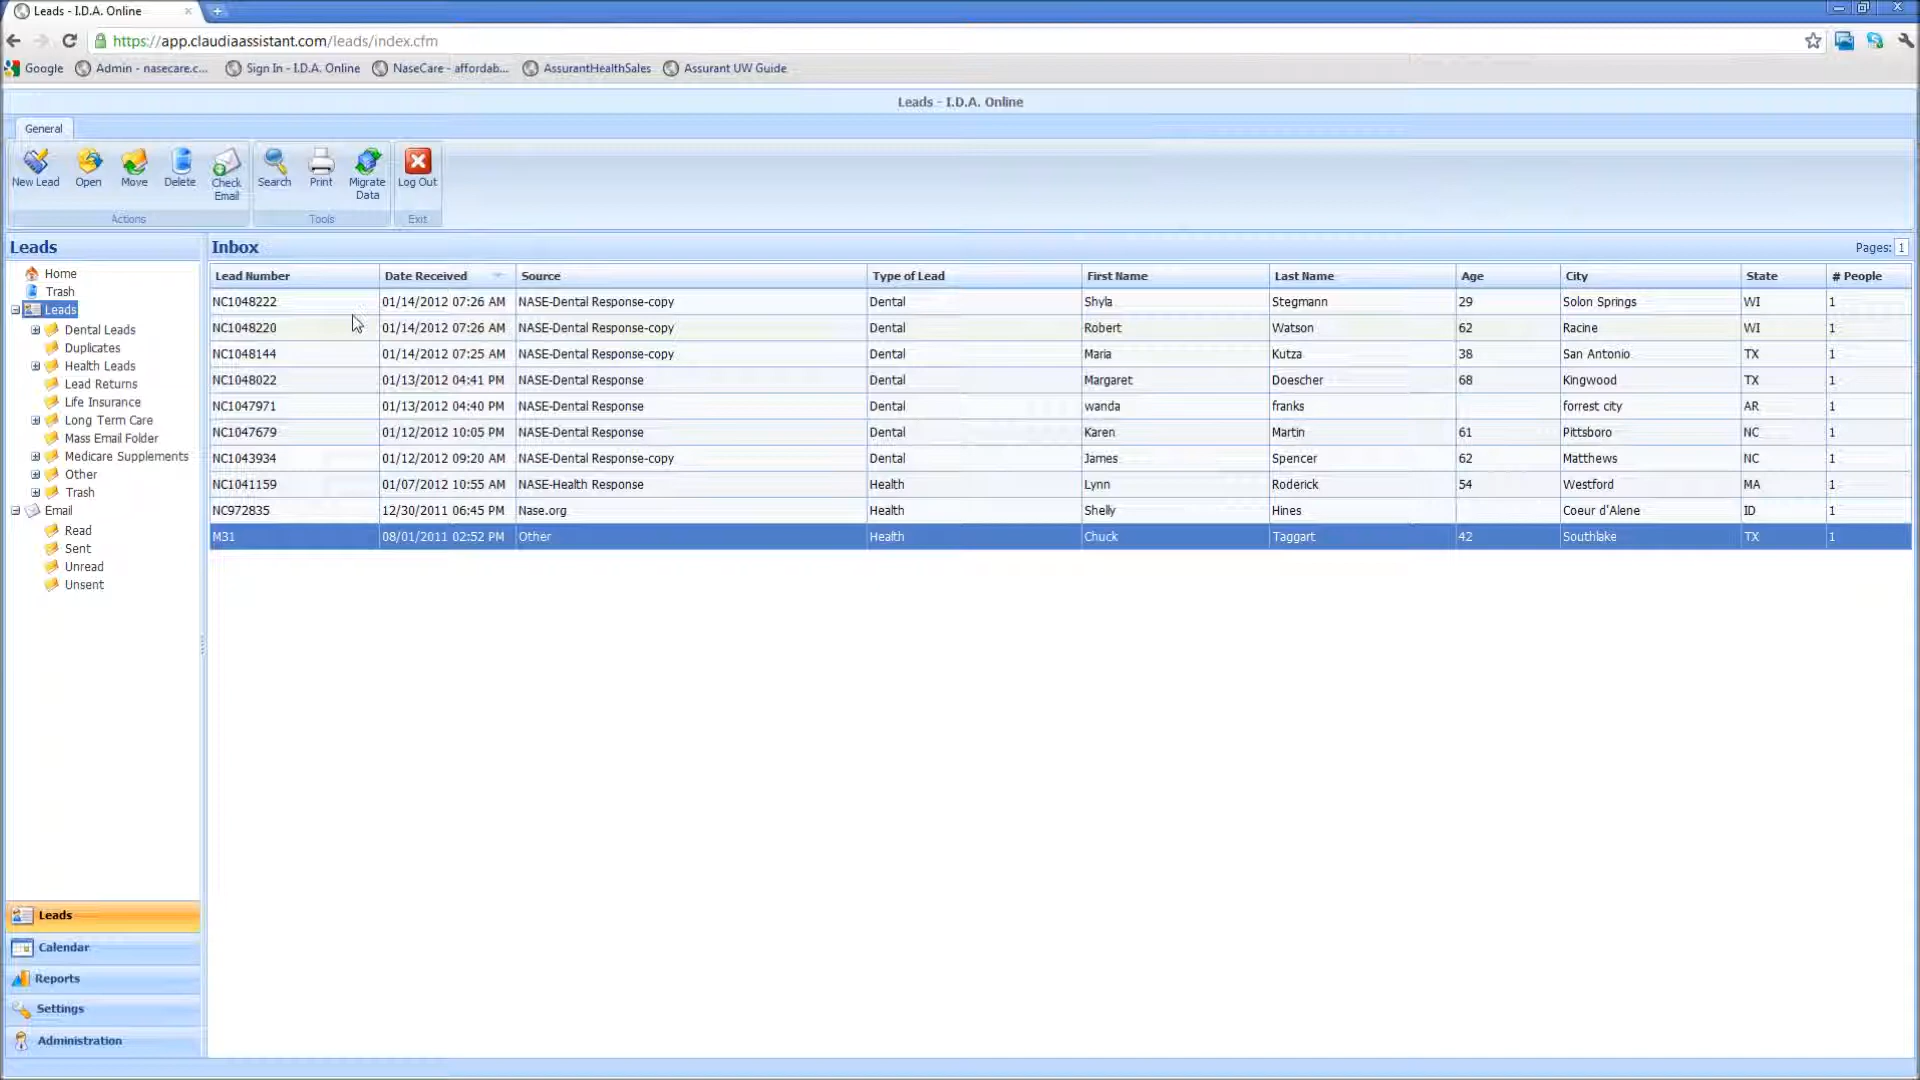 Leads - I.D.A. Online
https://app.claudiaassistant.com/leads/index.cfm
Google Admin - nasecare.c... Sign In - I.D.A. Online NaseCare - affordab... AssurantHealthSales Assurant UW Guide
Leads - I.D.A. Online
General
New Lead Open Move Delete Check Email Search Print Migrate Data Log Out
Actions Tools Exit
Leads
Home
Trash
Leads
Dental Leads
Duplicates
Health Leads
Lead Returns
Life Insurance
Long Term Care
Mass Email Folder
Medicare Supplements
Other
Trash
Email
Read
Sent
Unread
Unsent
Leads
Calendar
Reports
Settings
Administration
Inbox Pages: 1
Lead Number Date Received Source Type of Lead First Name Last Name Age City State # People
NC1048222 01/14/2012 07:26 AM NASE-Dental Response-copy Dental Shyla Stegmann 29 Solon Springs WI 1
NC1048220 01/14/2012 07:26 AM NASE-Dental Response-copy Dental Robert Watson 62 Racine WI 1
NC1048144 01/14/2012 07:25 AM NASE-Dental Response-copy Dental Maria Kutza 38 San Antonio TX 1
NC1048022 01/13/2012 04:41 PM NASE-Dental Response Dental Margaret Doescher 68 Kingwood TX 1
NC1047971 01/13/2012 04:40 PM NASE-Dental Response Dental wanda franks forrest city AR 1
NC1047679 01/12/2012 10:05 PM NASE-Dental Response Dental Karen Martin 61 Pittsboro NC 1
NC1043934 01/12/2012 09:20 AM NASE-Dental Response-copy Dental James Spencer 62 Matthews NC 1
NC1041159 01/07/2012 10:55 AM NASE-Health Response Health Lynn Roderick 54 Westford MA 1
NC972835 12/30/2011 06:45 PM Nase.org Health Shelly Hines Coeur d'Alene ID 1
M31 08/01/2011 02:52 PM Other Health Chuck Taggart 42 Southlake TX 1